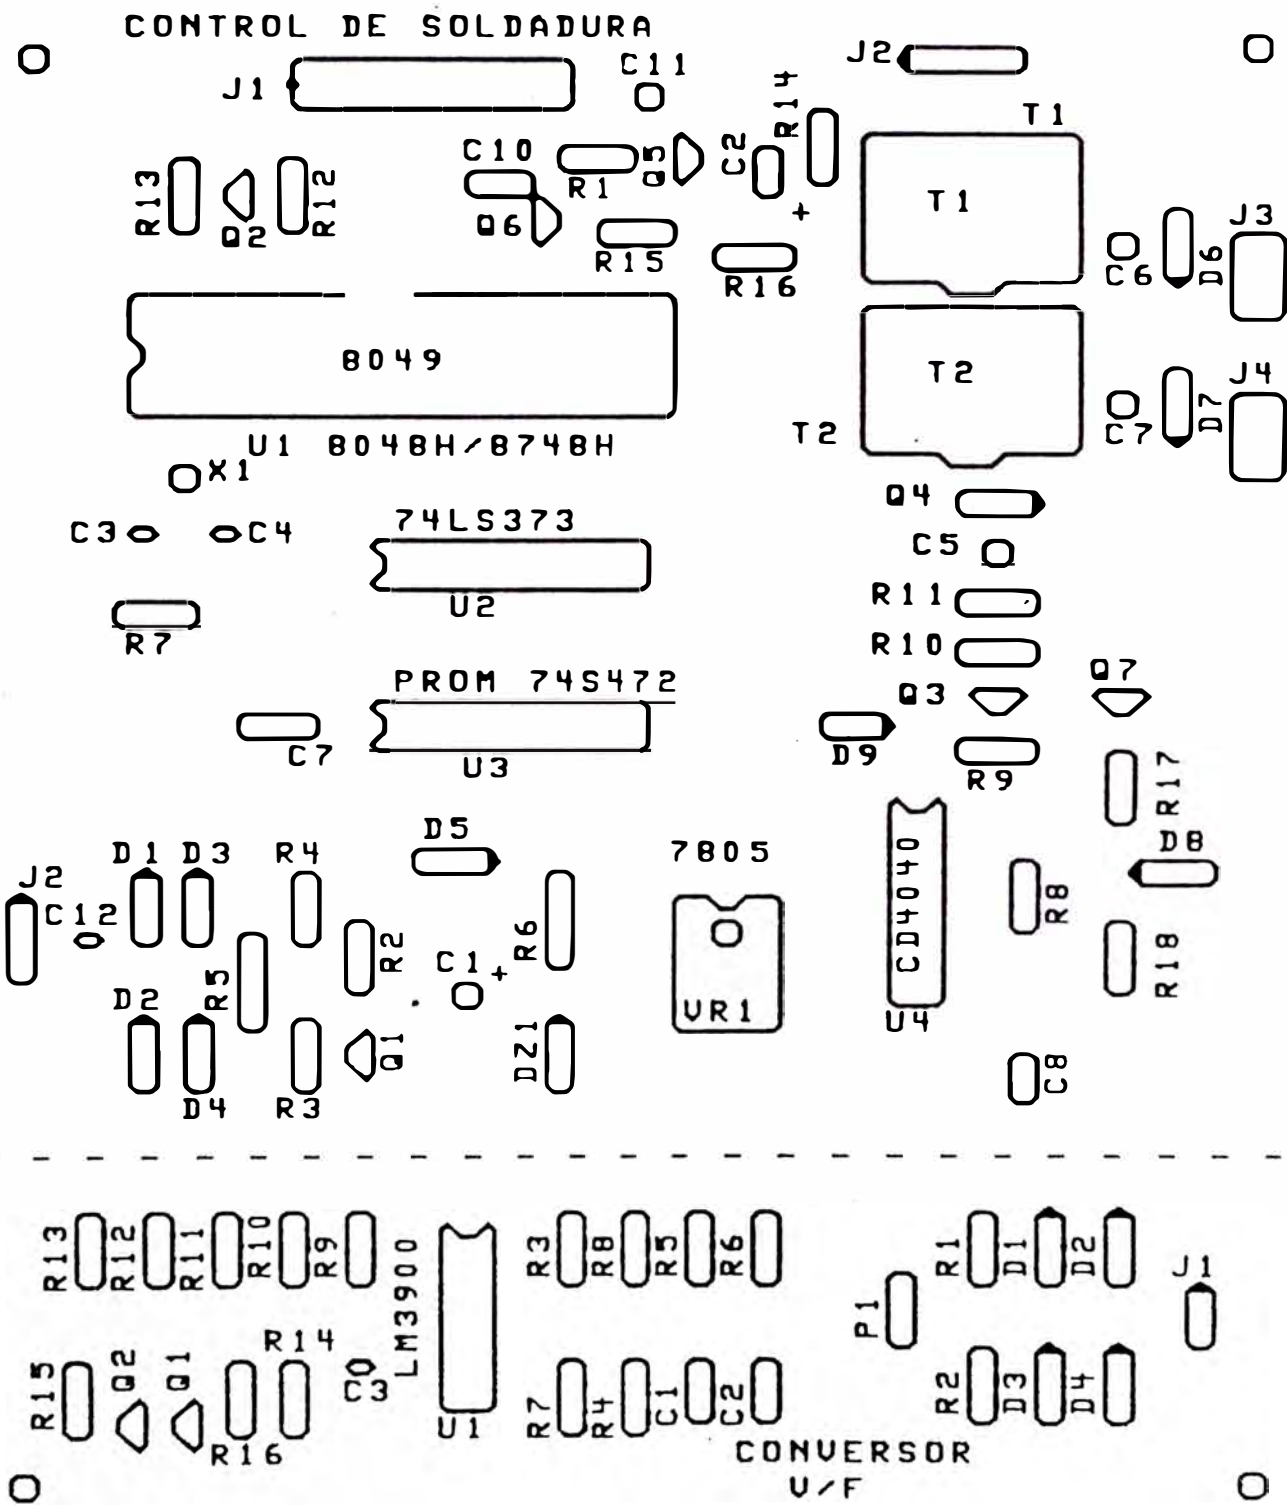 CONTROL DE SOLDADURA
J1
C11
J2
R14
T1
C10
R1
Q5
C2
R13
Q2
R12
Q6
+
T1
J3
R15
R16
C6
D6
8049
T2
J4
U1 8048H/8748H
T2
C7
D7
X1
Q4
C3
C4
74LS373
C5
U2
R11
R7
R10
PROM 74S472
Q3
Q7
C7
U3
D9
R9
R17
D5
7805
D8
D1
D3
R4
J2
C12
CD4040
R8
R5
R2
C1
+
R6
R18
D2
VR1
U4
Q1
DZ1
C8
D4
R3
R13
R12
R11
R10
R9
LM3900
R3
R8
R5
R6
R1
D1
D2
J1
P1
R14
R15
Q2
Q1
C3
R7
R4
C1
C2
R2
D3
D4
R16
U1
CONVERSOR
V/F